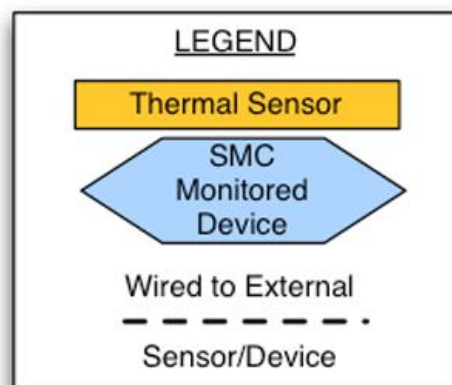 LEGEND
Thermal Sensor
SMC
Monitored
Device
Wired to External
Sensor/Device